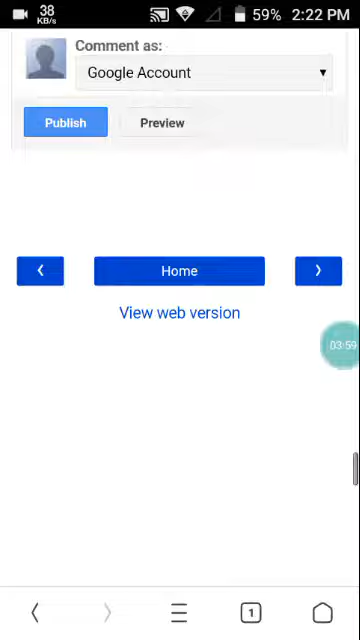 38
KB/s
59%
2:22 PM
Comment as:
Google Account
Publish
Preview
Home
View web version
03:59
1